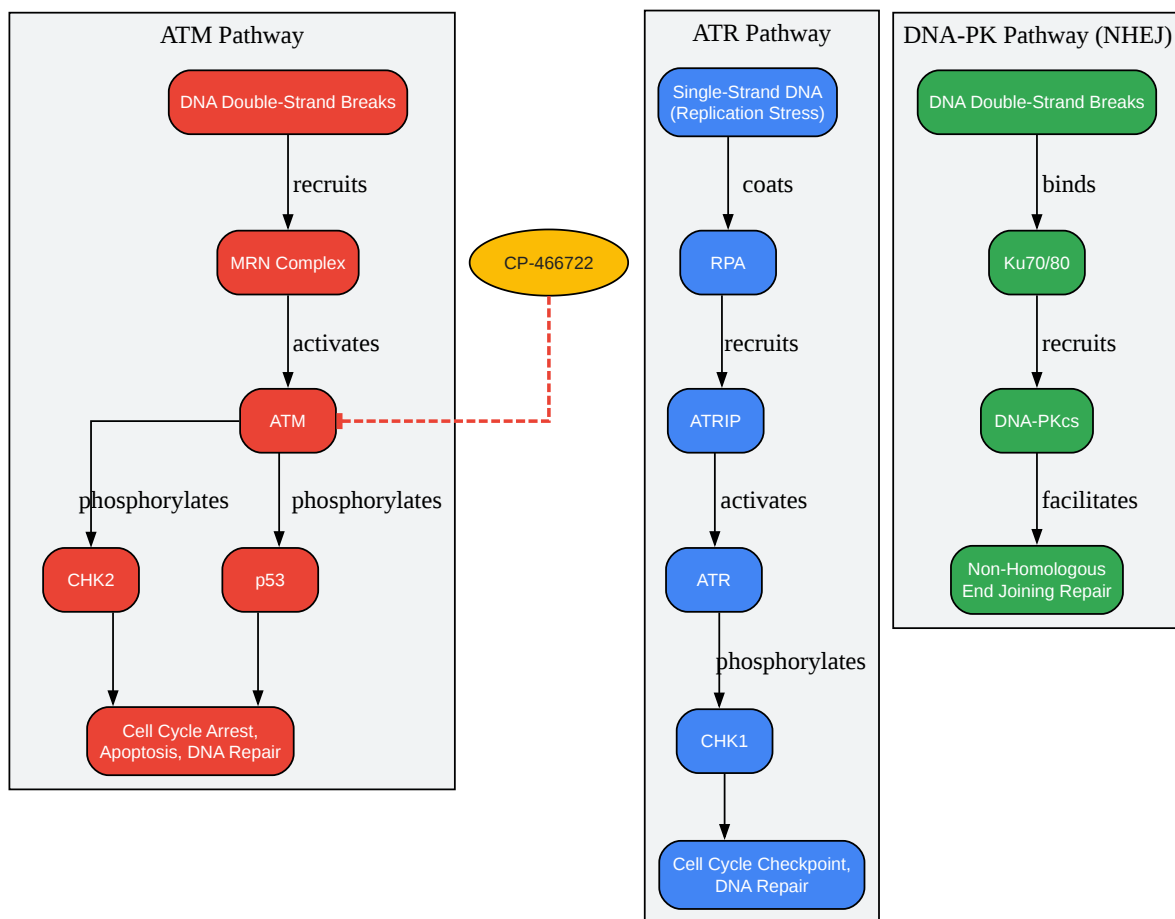 ATM Pathway
DNA Double-Strand Breaks
recruits
MRN Complex
activates
ATM
phosphorylates
phosphorylates
CHK2
p53
Cell Cycle Arrest,
Apoptosis, DNA Repair
CP-466722
ATR Pathway
Single-Strand DNA
(Replication Stress)
coats
RPA
recruits
ATRIP
activates
ATR
phosphorylates
CHK1
Cell Cycle Checkpoint,
DNA Repair
DNA-PK Pathway (NHEJ)
DNA Double-Strand Breaks
binds
Ku70/80
recruits
DNA-PKcs
facilitates
Non-Homologous
End Joining Repair